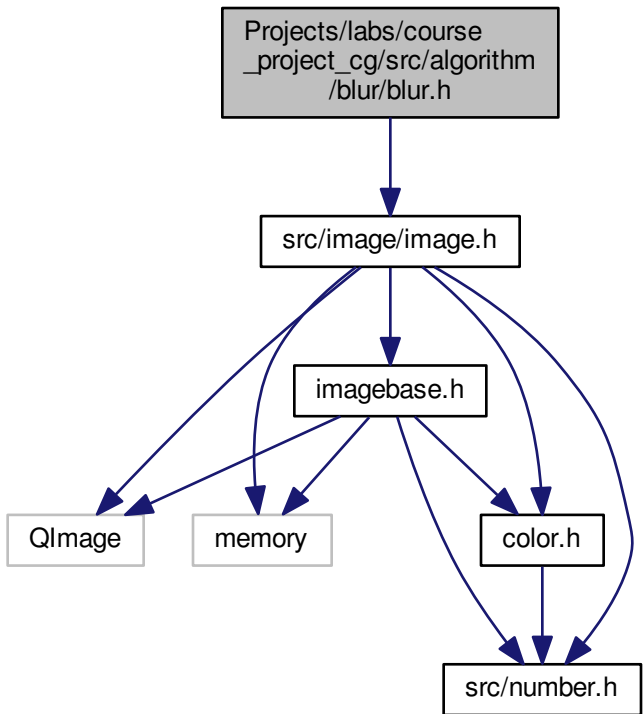 Projects/labs/course
_project_cg/src/algorithm
/blur/blur.h
src/image/image.h
imagebase.h
QImage
memory
color.h
src/number.h